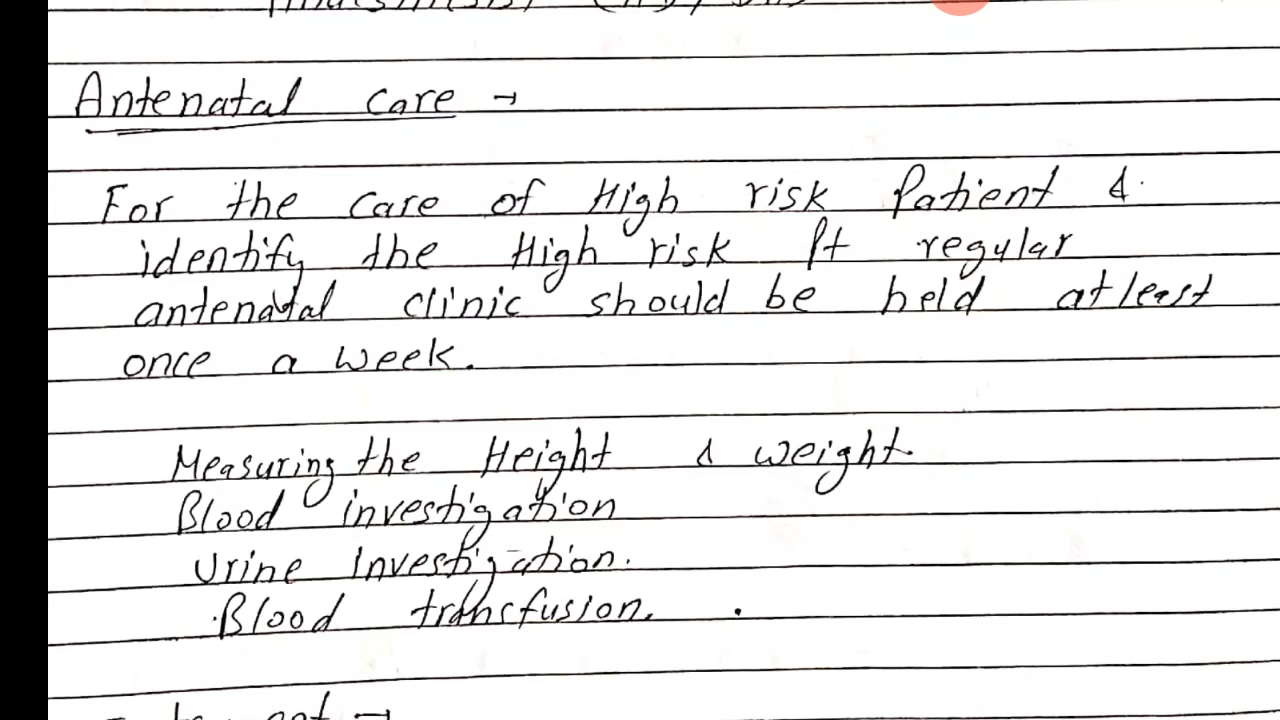 Antenatal care →
For the care of High risk Patient &
identify the High risk Pt regular
antenatal clinic should be held atleast
once a week.
Measuring the Height & weight.
Blood investigation
Urine investigation.
Blood transfusion.